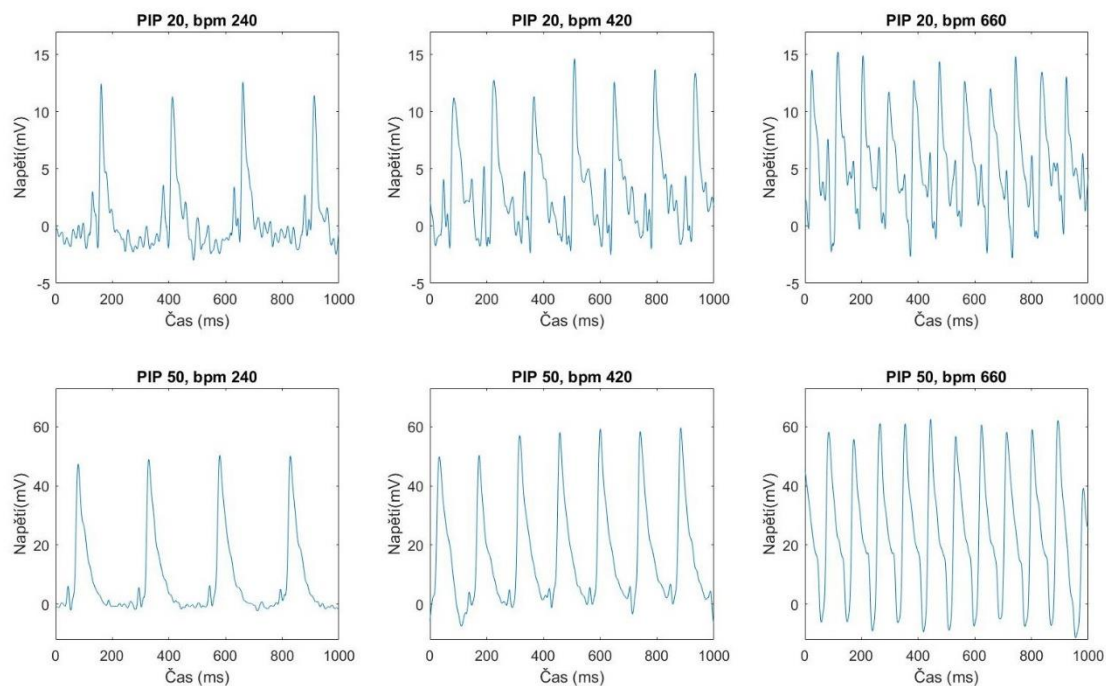 PIP 20, bpm 240
15
10
5
0
-5
Napětí(mV)
0 200 400 600 800 1000
Čas (ms)
PIP 20, bpm 420
15
10
5
0
-5
Napětí(mV)
0 200 400 600 800 1000
Čas (ms)
PIP 20, bpm 660
15
10
5
0
-5
Napětí(mV)
0 200 400 600 800 1000
Čas (ms)
PIP 50, bpm 240
60
40
20
0
Napětí(mV)
0 200 400 600 800 1000
Čas (ms)
PIP 50, bpm 420
60
40
20
0
Napětí(mV)
0 200 400 600 800 1000
Čas (ms)
PIP 50, bpm 660
60
40
20
0
Napětí(mV)
0 200 400 600 800 1000
Čas (ms)